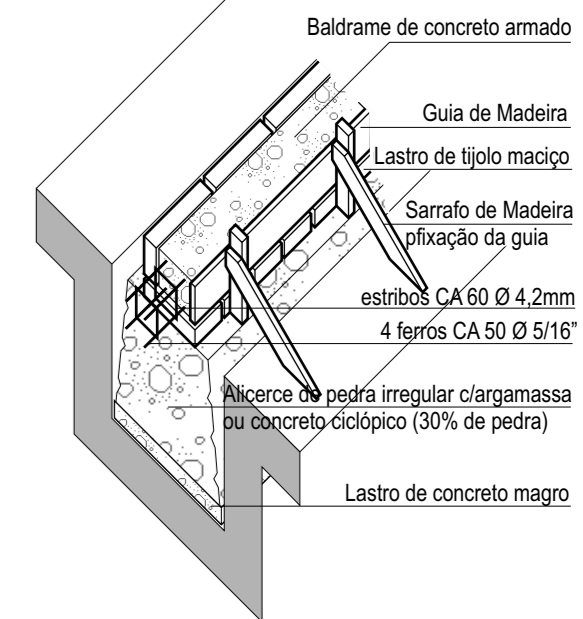 Baldrame de concreto armado
Guia de Madeira
Lastro de tijolo maciço
Sarrafo de Madeira
pfixação da guia
estribos CA 60 Ø 4,2mm
4 ferros CA 50 Ø 5/16"
Alicerce de pedra irregular c/argamassa
ou concreto ciclópico (30% de pedra)
Lastro de concreto magro